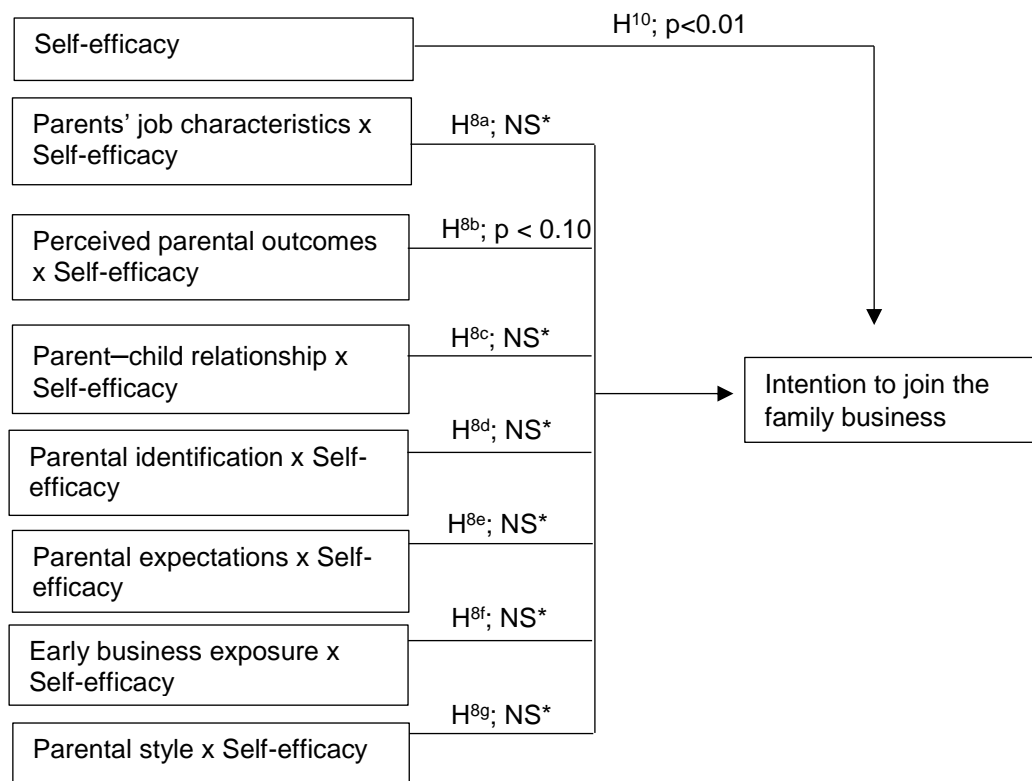 Self-efficacy
H¹⁰; p<0.01
Parents’ job characteristics x
Self-efficacy
H⁸ᵃ; NS*
Perceived parental outcomes
x Self-efficacy
H⁸ᵇ; p < 0.10
Parent–child relationship x
Self-efficacy
H⁸ᶜ; NS*
Intention to join the
family business
Parental identification x Self-
efficacy
H⁸ᵈ; NS*
Parental expectations x Self-
efficacy
H⁸ᵉ; NS*
Early business exposure x
Self-efficacy
H⁸ᶠ; NS*
Parental style x Self-efficacy
H⁸ᵍ; NS*